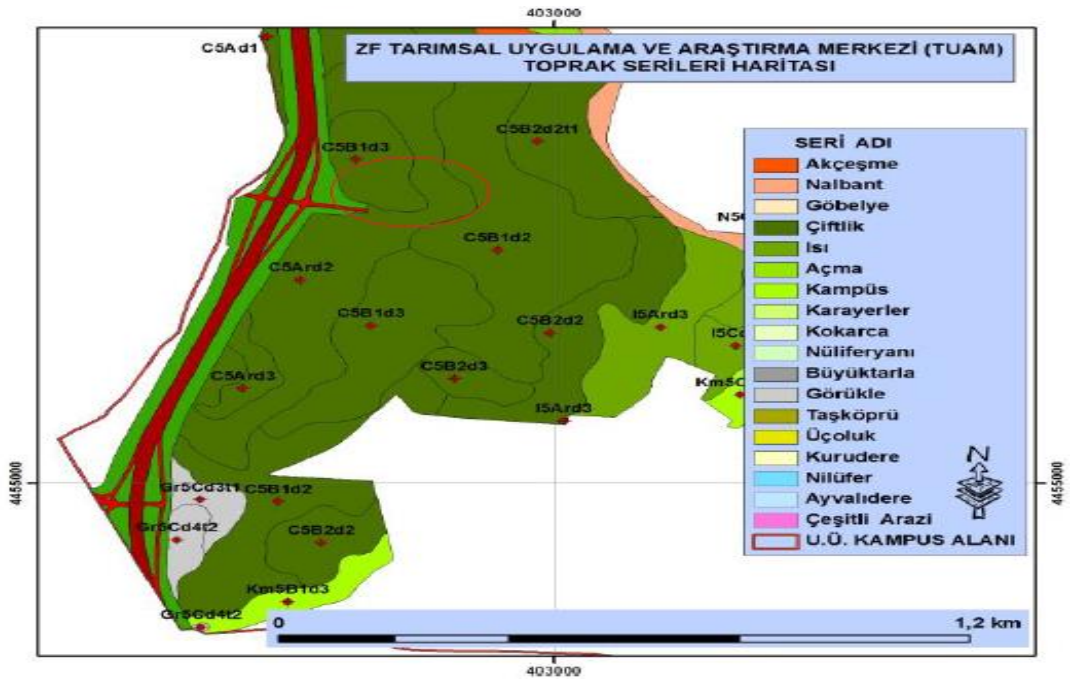 403000
C5Ad1
ZF TARIMSAL UYGULAMA VE ARAŞTIRMA MERKEZİ (TUAM)
TOPRAK SERİLERİ HARİTASI
C5B2d2t1
C5B1d3
SERİ ADI
Akçeşme
Nalbant
Göbelye
Çiftlik
Isı
Açma
Kampüs
Karayerler
Kokarca
Nüliferyanı
Büyüktarla
Görükle
Taşköprü
Üçoluk
Kurudere
Nilüfer
Ayvalıdere
Çeşitli Arazi
U.Ü. KAMPUS ALANI
N
C5B1d2
C5Ard2
C5B1d3
C5B2d2
I5Ard3
C5B2d3
C5Ard3
I5Ard3
4455000
4455000
Gr5Cd3t1
C5B1d2
Gr5Cd4t2
C5B2d2
Km5B1d3
Gr5Cd4t2
0
1,2 km
403000